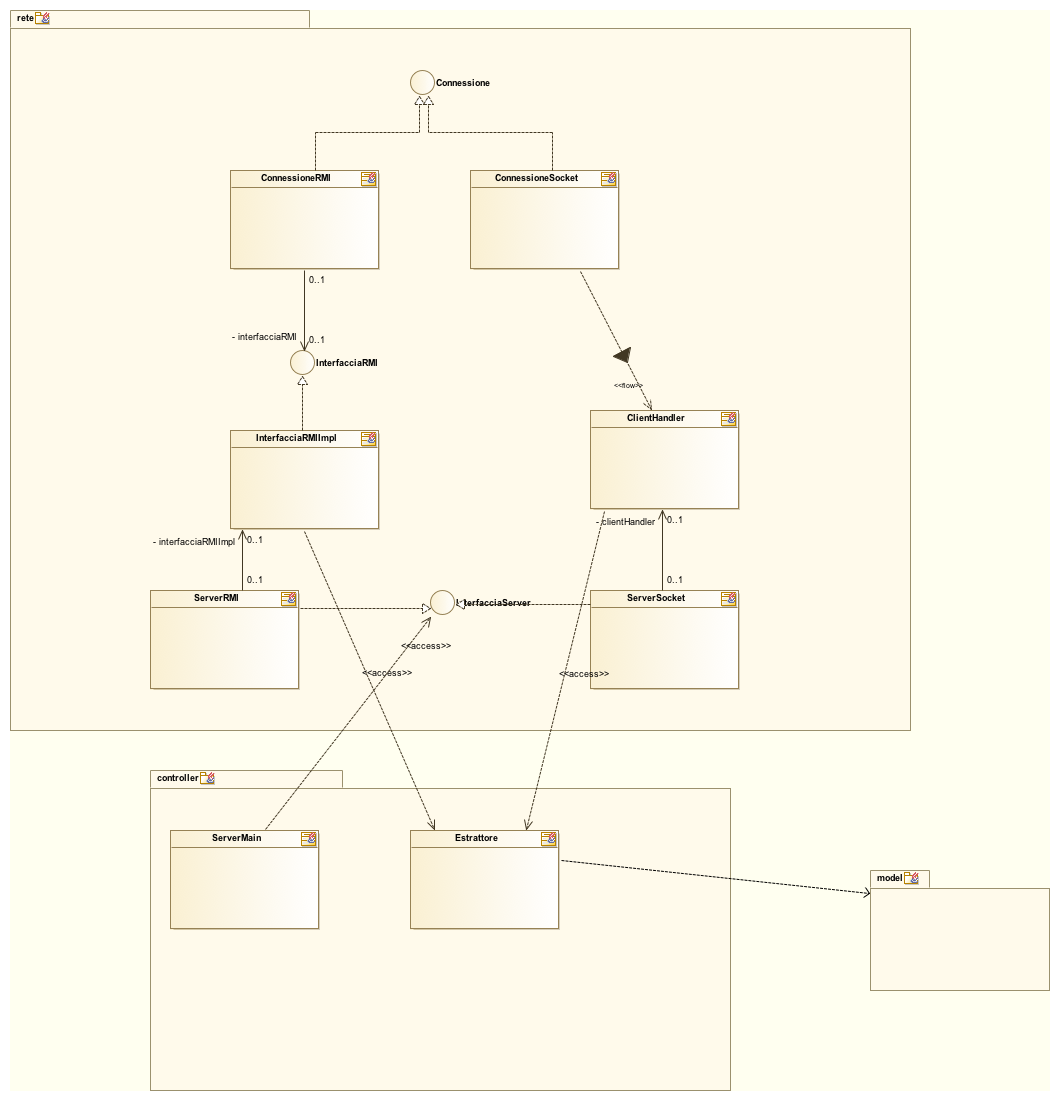 rete
Connessione
ConnessioneRMI
ConnessioneSocket
0..1
- interfacciaRMI
0..1
InterfacciaRMI
<<flow>>
InterfacciaRMIImpl
ClientHandler
- clientHandler
0..1
- interfacciaRMIImpl
0..1
0..1
0..1
ServerRMI
InterfacciaServer
ServerSocket
<<access>>
<<access>>
<<access>>
controller
ServerMain
Estrattore
model